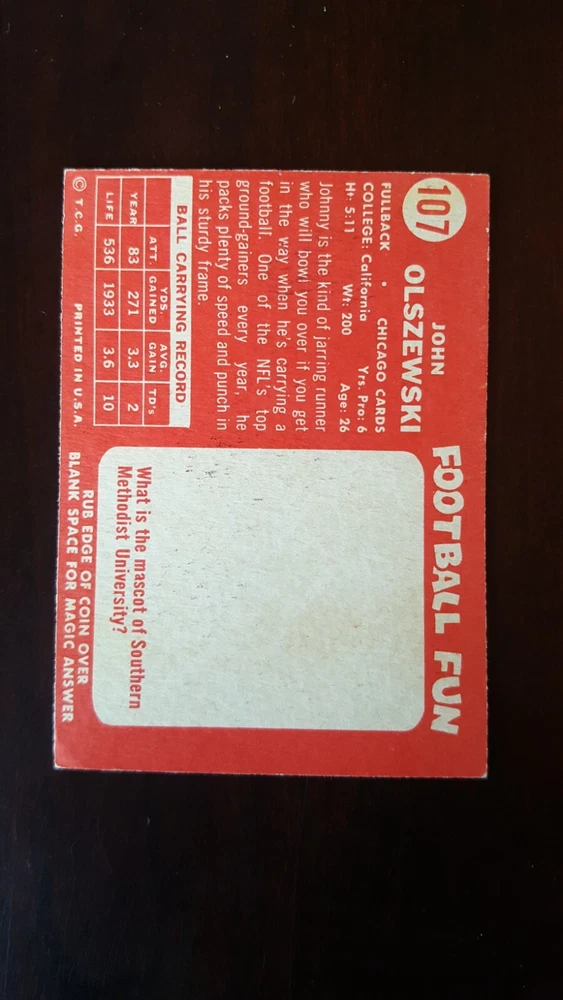 107
JOHN
OLSZEWSKI
FULLBACK • CHICAGO CARDS
COLLEGE: California Yrs. Pro: 6
Ht: 5:11 Wt: 200 Age: 26
Johnny is the kind of jarring runner
who will bowl you over if you get
in the way when he's carrying a
football. One of the NFL's top
ground-gainers every year, he
packs plenty of speed and punch in
his sturdy frame.
BALL CARRYING RECORD
ATT. YDS. GAINED AVG. GAIN TD's
YEAR 83 271 3.3 2
LIFE 536 1933 3.6 10
© T.C.G. PRINTED IN U.S.A.
FOOTBALL FUN
What is the mascot of Southern
Methodist University?
RUB EDGE OF COIN OVER
BLANK SPACE FOR MAGIC ANSWER